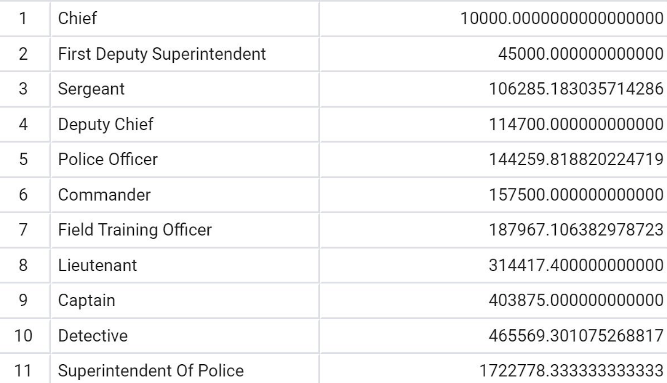 1 Chief 10000.0000000000000000
2 First Deputy Superintendent 45000.000000000000
3 Sergeant 106285.183035714286
4 Deputy Chief 114700.000000000000
5 Police Officer 144259.818820224719
6 Commander 157500.000000000000
7 Field Training Officer 187967.106382978723
8 Lieutenant 314417.400000000000
9 Captain 403875.000000000000
10 Detective 465569.301075268817
11 Superintendent Of Police 1722778.333333333333